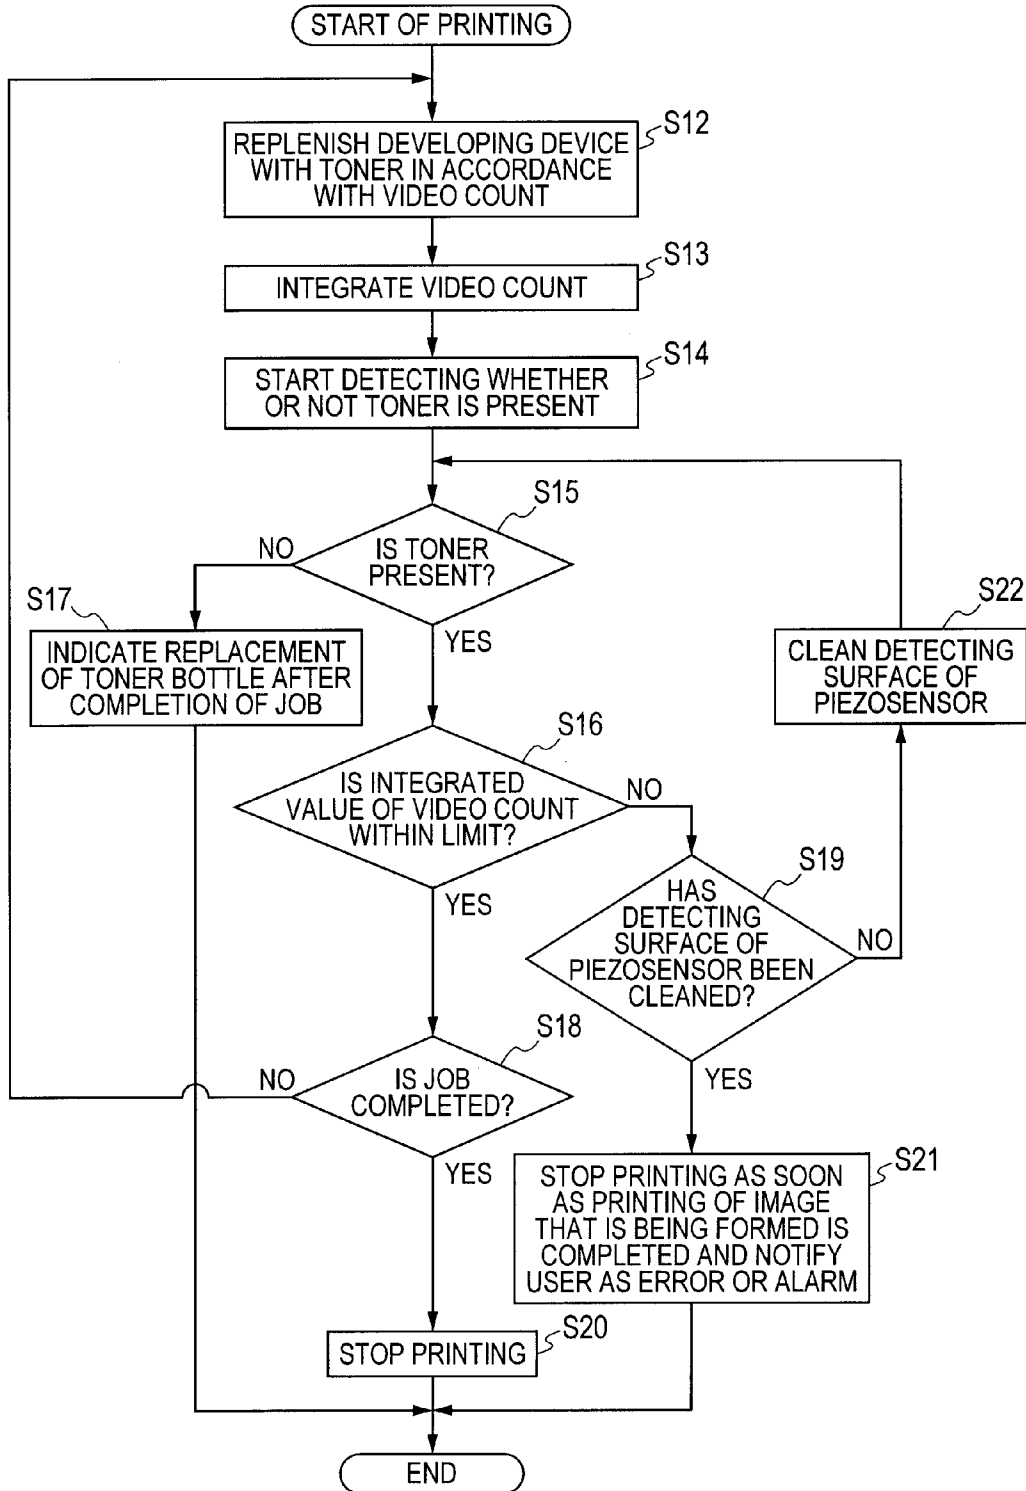 START OF PRINTING
S12
REPLENISH DEVELOPING DEVICE
WITH TONER IN ACCORDANCE
WITH VIDEO COUNT
S13
INTEGRATE VIDEO COUNT
S14
START DETECTING WHETHER
OR NOT TONER IS PRESENT
S15
IS TONER
PRESENT?
NO
YES
S17
INDICATE REPLACEMENT
OF TONER BOTTLE AFTER
COMPLETION OF JOB
S22
CLEAN DETECTING
SURFACE OF
PIEZOSENSOR
S16
IS INTEGRATED
VALUE OF VIDEO COUNT
WITHIN LIMIT?
NO
YES
S19
HAS
DETECTING
SURFACE OF
PIEZOSENSOR BEEN
CLEANED?
NO
YES
S18
IS JOB
COMPLETED?
NO
YES
S21
STOP PRINTING AS SOON
AS PRINTING OF IMAGE
THAT IS BEING FORMED IS
COMPLETED AND NOTIFY
USER AS ERROR OR ALARM
S20
STOP PRINTING
END